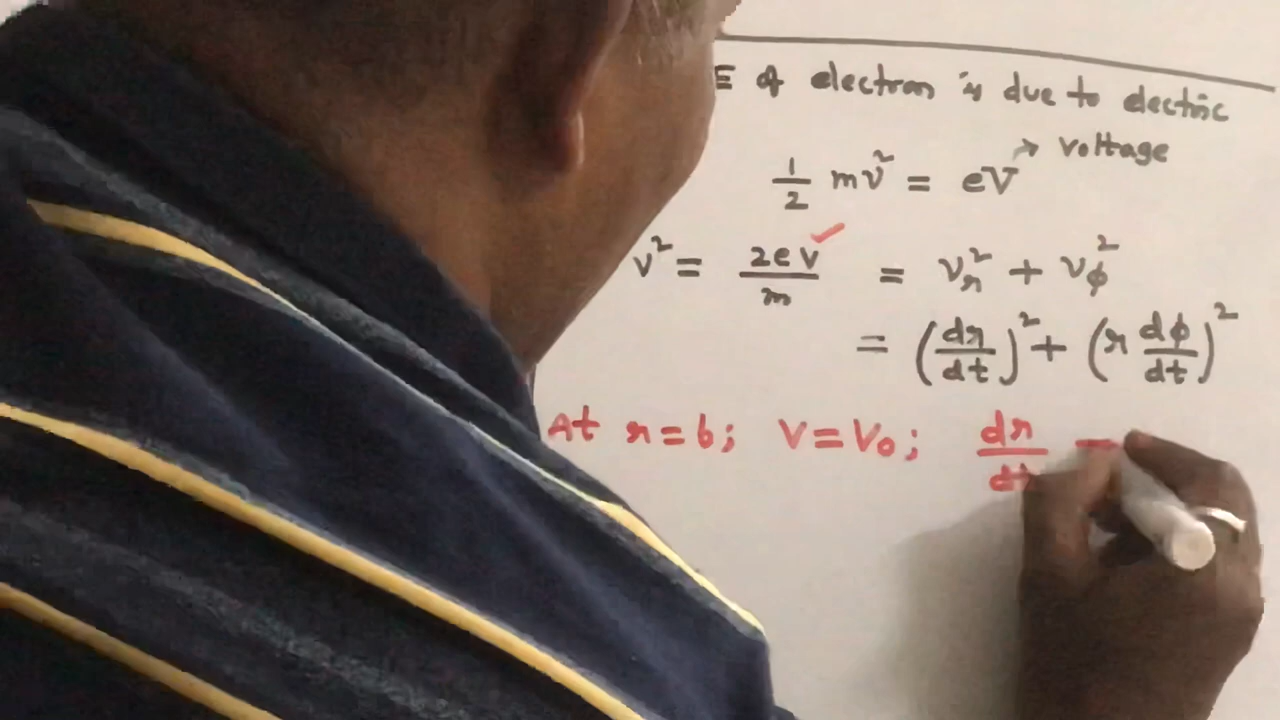 E of electron is due to electric
→ voltage
1/2 mv² = eV
v² = 2eV/m = vr² + vϕ²
= (dr/dt)² + (r dϕ/dt)²
At r = b; V = V₀; dr/dt =